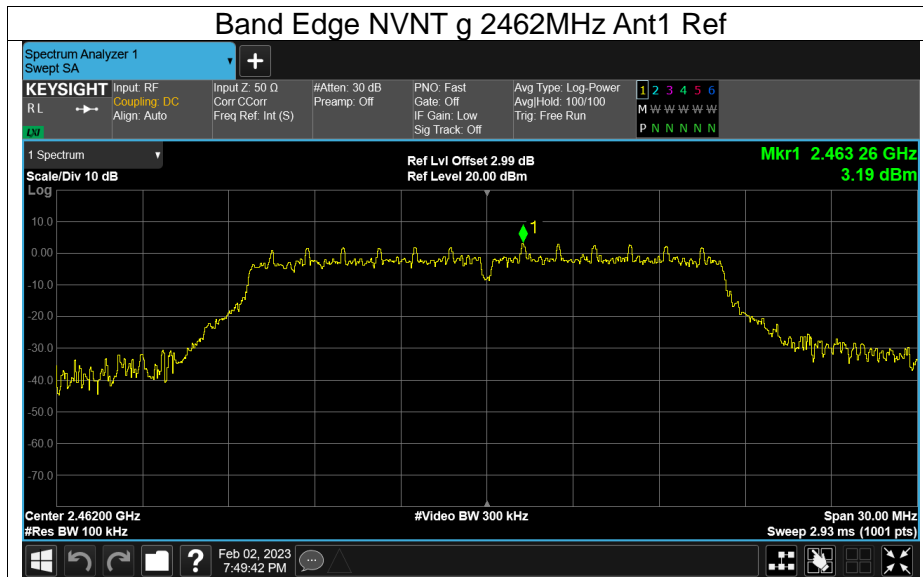 Band Edge NVNT g 2462MHz Ant1 Ref
Spectrum Analyzer 1
Swept SA
+
KEYSIGHT
R L
LXI
Input: RF
Coupling: DC
Align: Auto
Input Z: 50 Ω
Corr CCorr
Freq Ref: Int (S)
#Atten: 30 dB
Preamp: Off
PNO: Fast
Gate: Off
IF Gain: Low
Sig Track: Off
Avg Type: Log-Power
Avg|Hold: 100/100
Trig: Free Run
1 2 3 4 5 6
M W W W W W
P N N N N N
1 Spectrum
Scale/Div 10 dB
Ref Lvl Offset 2.99 dB
Ref Level 20.00 dBm
Mkr1 2.463 26 GHz
3.19 dBm
Log
1
10.0
0.00
-10.0
-20.0
-30.0
-40.0
-50.0
-60.0
-70.0
Center 2.46200 GHz
#Res BW 100 kHz
#Video BW 300 kHz
Span 30.00 MHz
Sweep 2.93 ms (1001 pts)
?
Feb 02, 2023
7:49:42 PM